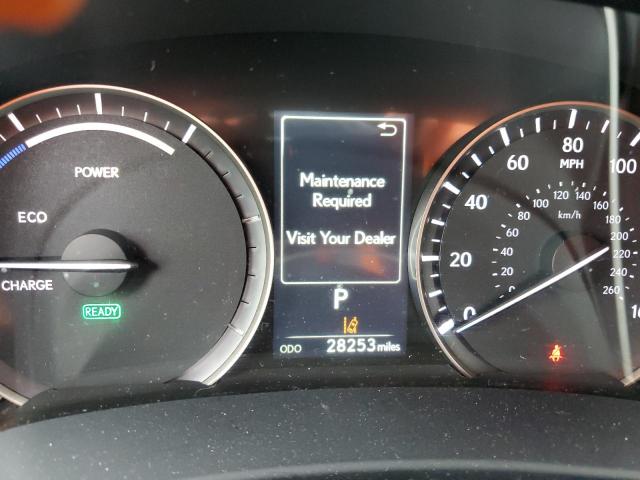 POWER
ECO
CHARGE
READY
Maintenance
Required
Visit Your Dealer
P
ODO 28253 miles
0
20
40
60
80
100
MPH
km/h
0
20
40
60
80
100
120
140
160
180
200
220
240
260